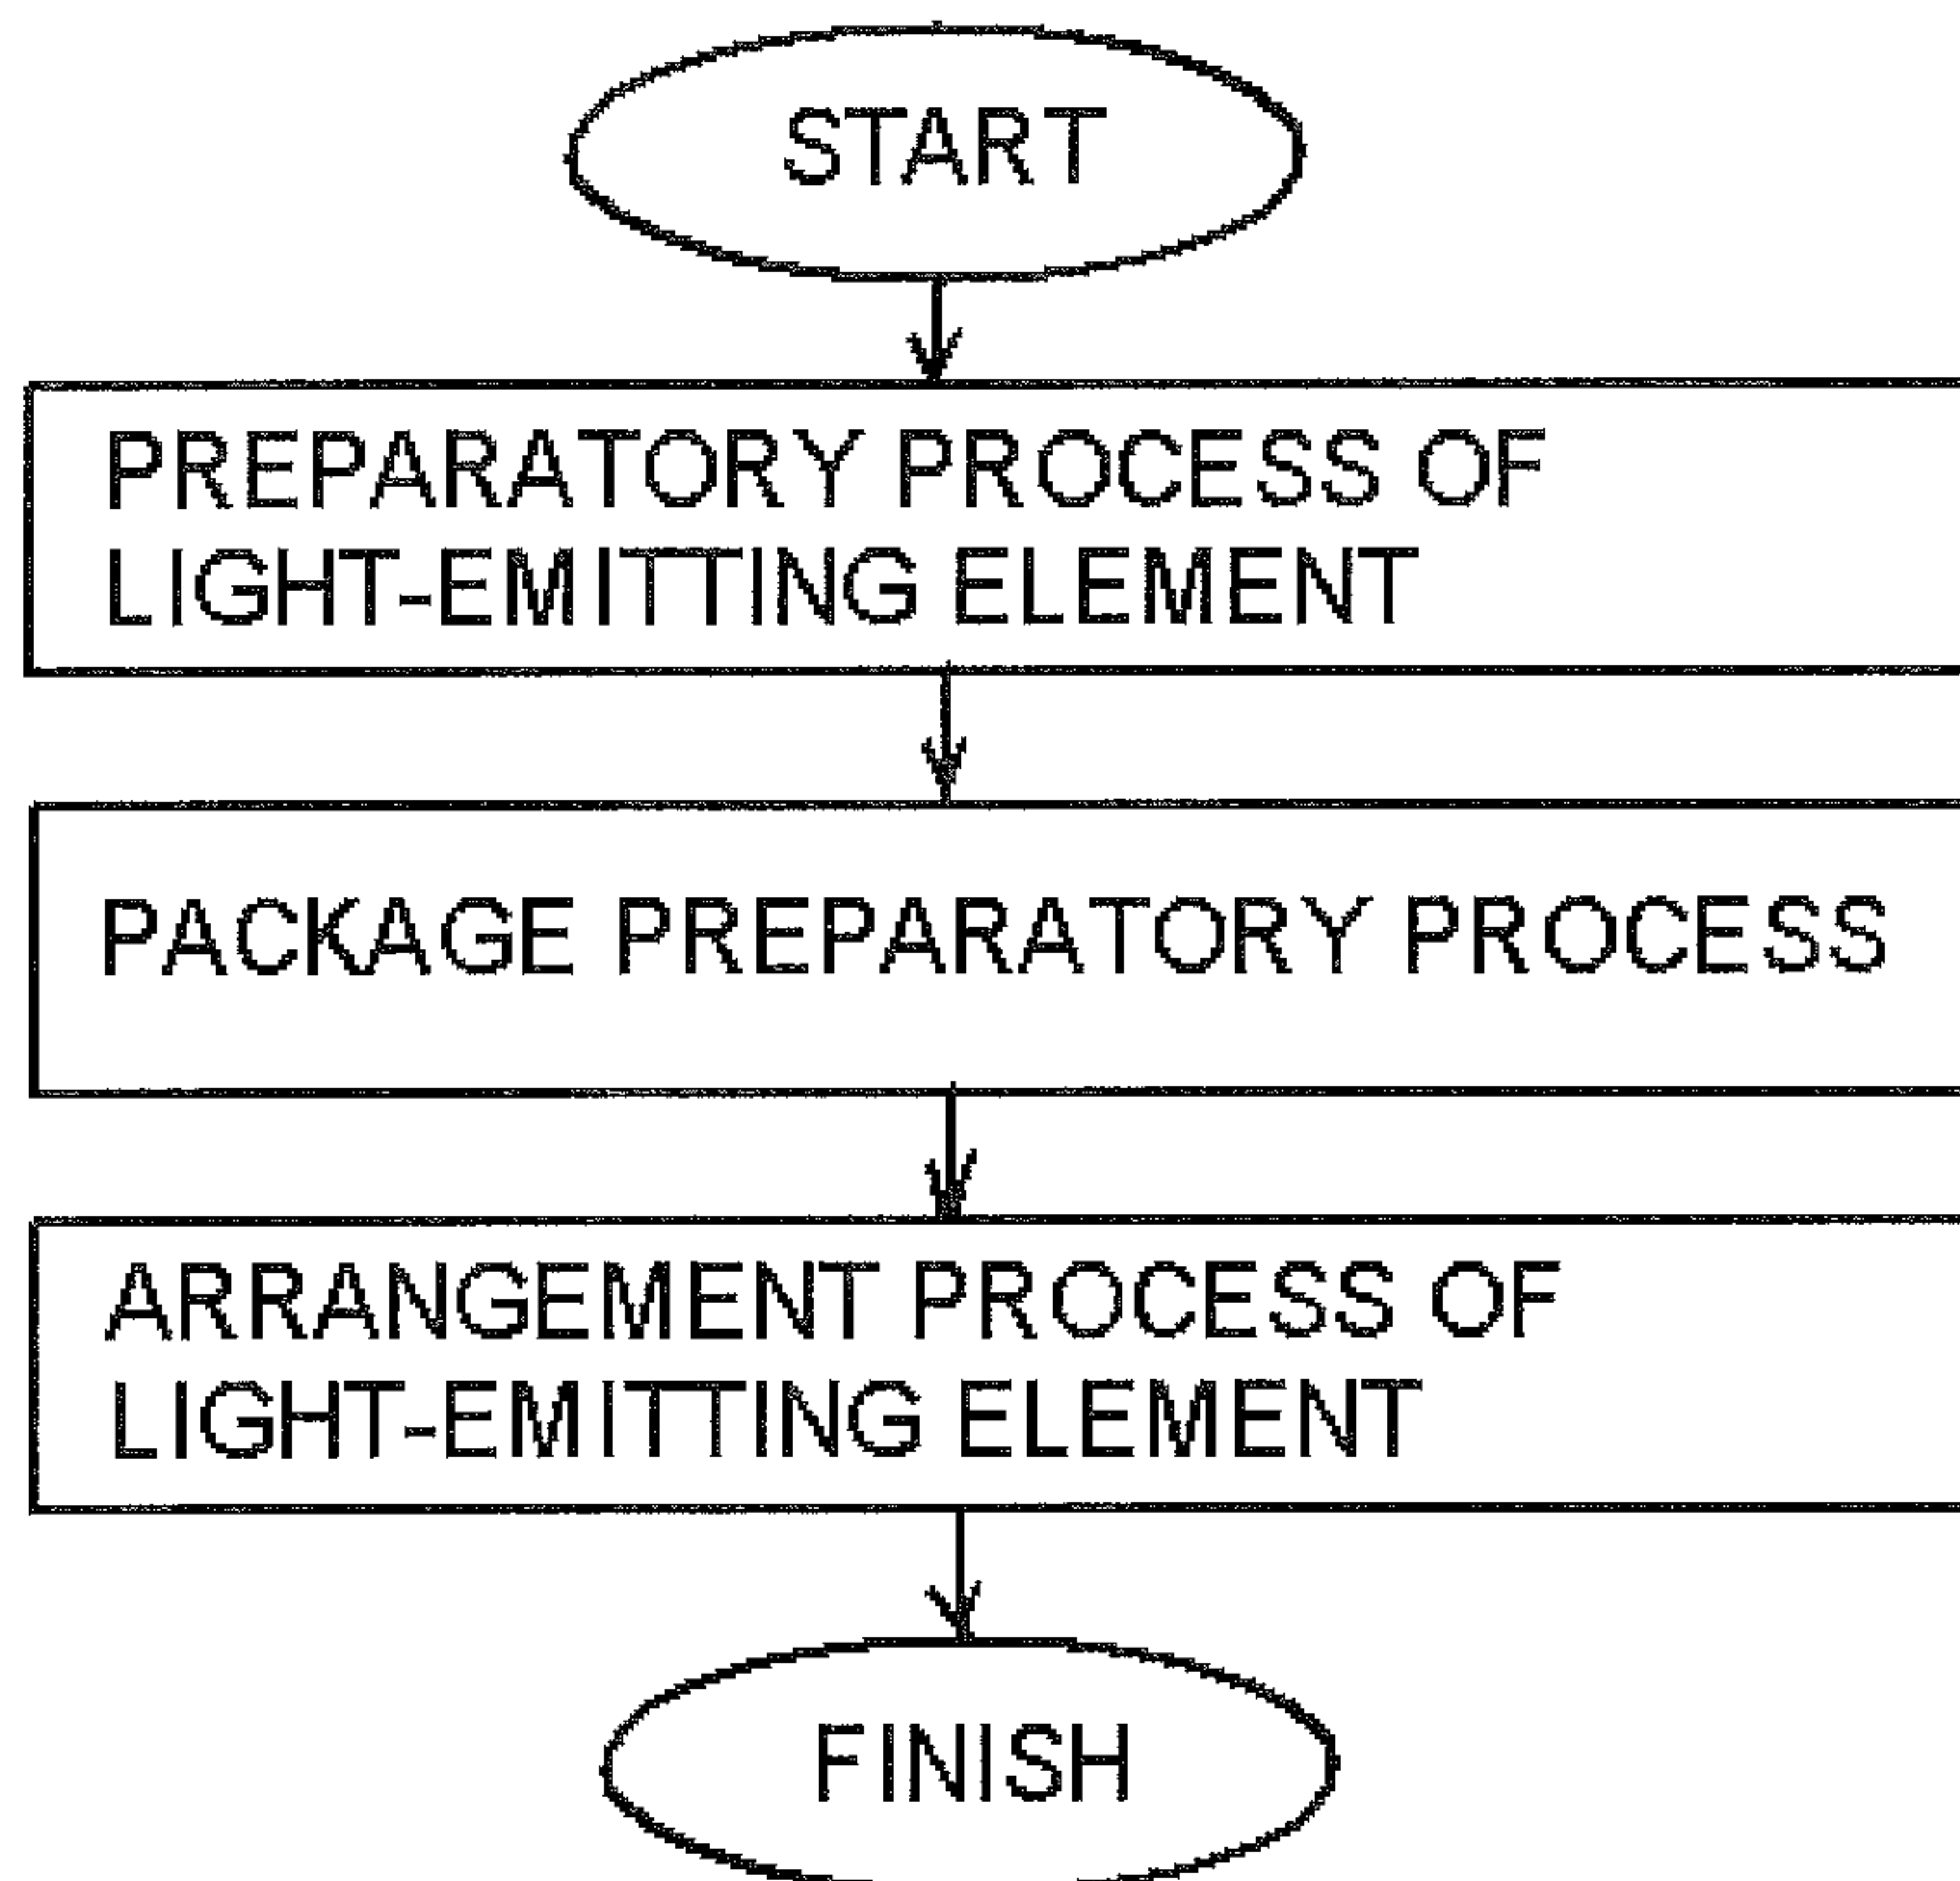 START
PREPARATORY PROCESS OF
LIGHT-EMITTING ELEMENT
PACKAGE PREPARATORY PROCESS
ARRANGEMENT PROCESS OF
LIGHT-EMITTING ELEMENT
FINISH